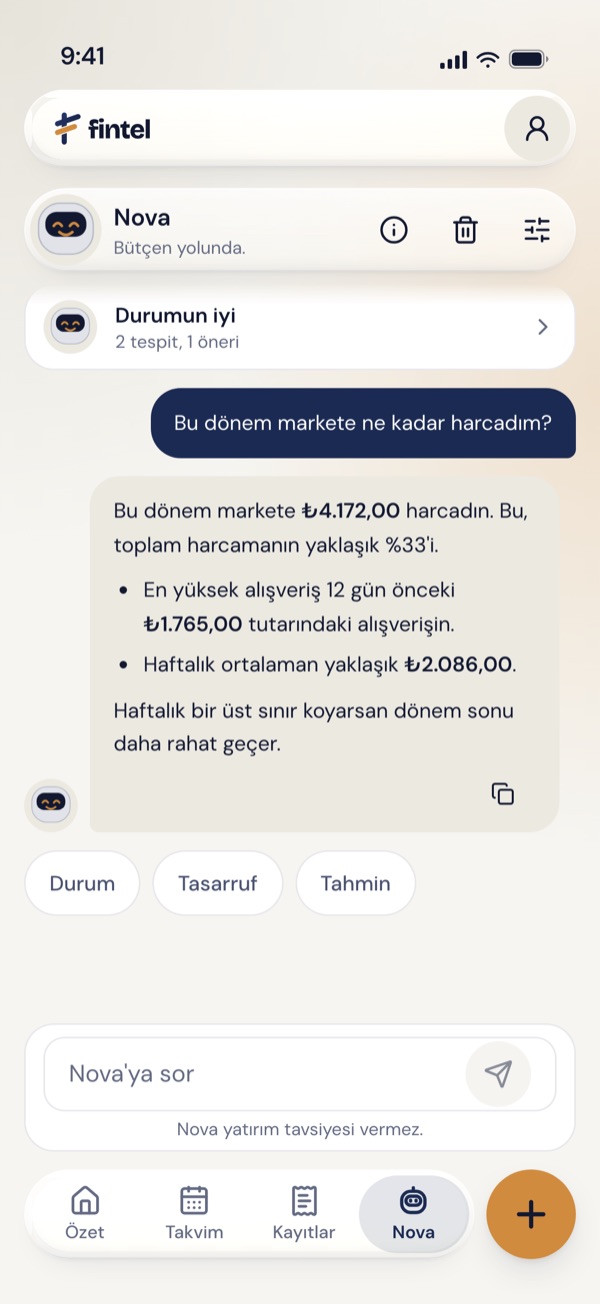 9:41
fintel
Nova
Bütçen yolunda.
Durumun iyi
2 tespit, 1 öneri
Bu dönem markete ne kadar harcadım?
Bu dönem markete ₺4.172,00 harcadın. Bu,
toplam harcamanın yaklaşık %33'i.
• En yüksek alışveriş 12 gün önceki
₺1.765,00 tutarındaki alışverişin.
• Haftalık ortalaman yaklaşık ₺2.086,00.
Haftalık bir üst sınır koyarsan dönem sonu
daha rahat geçer.
Durum
Tasarruf
Tahmin
Nova'ya sor
Nova yatırım tavsiyesi vermez.
Özet
Takvim
Kayıtlar
Nova